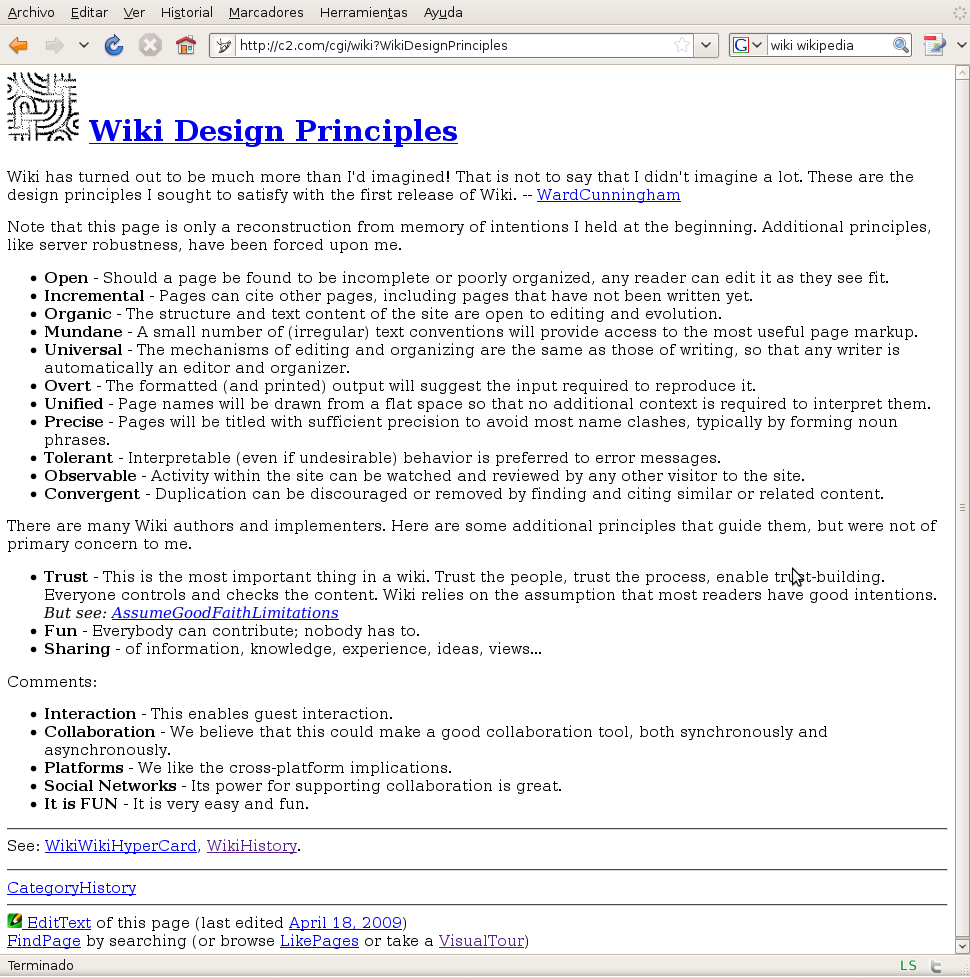 Archivo Editar Ver Historial Marcadores Herramientas Ayuda
http://c2.com/cgi/wiki?WikiDesignPrinciples
G wiki wikipedia
Wiki Design Principles
Wiki has turned out to be much more than I'd imagined! That is not to say that I didn't imagine a lot. These are the
design principles I sought to satisfy with the first release of Wiki. -- WardCunningham
Note that this page is only a reconstruction from memory of intentions I held at the beginning. Additional principles,
like server robustness, have been forced upon me.
• Open - Should a page be found to be incomplete or poorly organized, any reader can edit it as they see fit.
• Incremental - Pages can cite other pages, including pages that have not been written yet.
• Organic - The structure and text content of the site are open to editing and evolution.
• Mundane - A small number of (irregular) text conventions will provide access to the most useful page markup.
• Universal - The mechanisms of editing and organizing are the same as those of writing, so that any writer is
automatically an editor and organizer.
• Overt - The formatted (and printed) output will suggest the input required to reproduce it.
• Unified - Page names will be drawn from a flat space so that no additional context is required to interpret them.
• Precise - Pages will be titled with sufficient precision to avoid most name clashes, typically by forming noun
phrases.
• Tolerant - Interpretable (even if undesirable) behavior is preferred to error messages.
• Observable - Activity within the site can be watched and reviewed by any other visitor to the site.
• Convergent - Duplication can be discouraged or removed by finding and citing similar or related content.
There are many Wiki authors and implementers. Here are some additional principles that guide them, but were not of
primary concern to me.
• Trust - This is the most important thing in a wiki. Trust the people, trust the process, enable trust-building.
Everyone controls and checks the content. Wiki relies on the assumption that most readers have good intentions.
But see: AssumeGoodFaithLimitations
• Fun - Everybody can contribute; nobody has to.
• Sharing - of information, knowledge, experience, ideas, views...
Comments:
• Interaction - This enables guest interaction.
• Collaboration - We believe that this could make a good collaboration tool, both synchronously and
asynchronously.
• Platforms - We like the cross-platform implications.
• Social Networks - Its power for supporting collaboration is great.
• It is FUN - It is very easy and fun.
See: WikiWikiHyperCard, WikiHistory.
CategoryHistory
EditText of this page (last edited April 18, 2009)
FindPage by searching (or browse LikePages or take a VisualTour)
Terminado LS